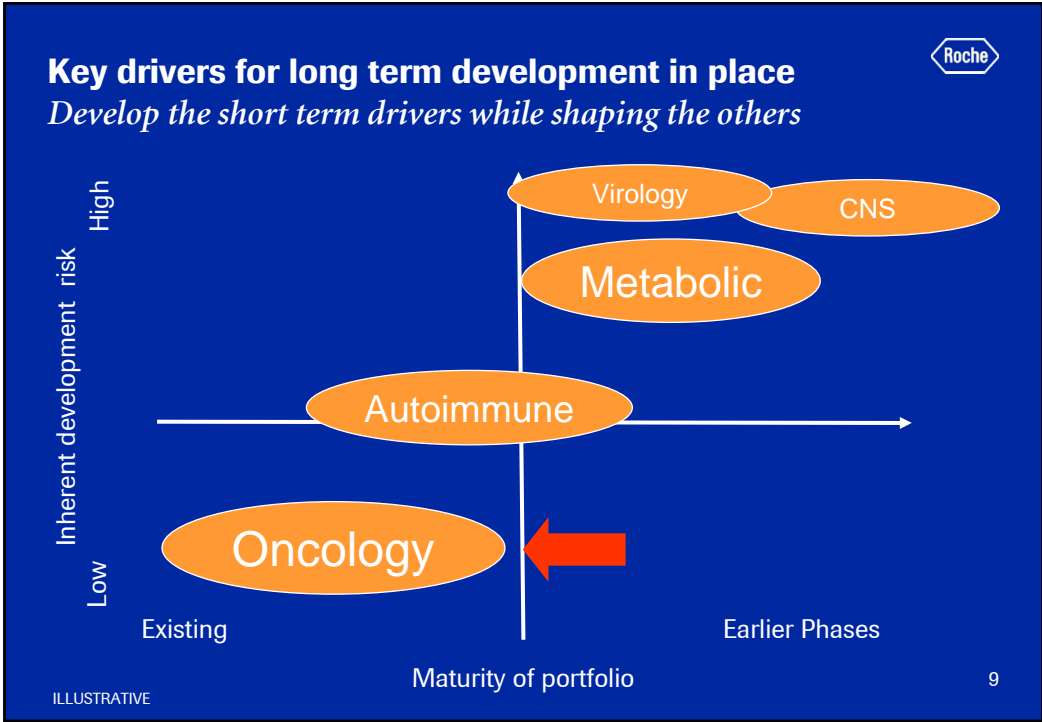 Roche
Key drivers for long term development in place
Develop the short term drivers while shaping the others
High
Inherent development risk
Low
Virology
CNS
Metabolic
Autoimmune
Oncology
Existing
Earlier Phases
Maturity of portfolio
ILLUSTRATIVE
9